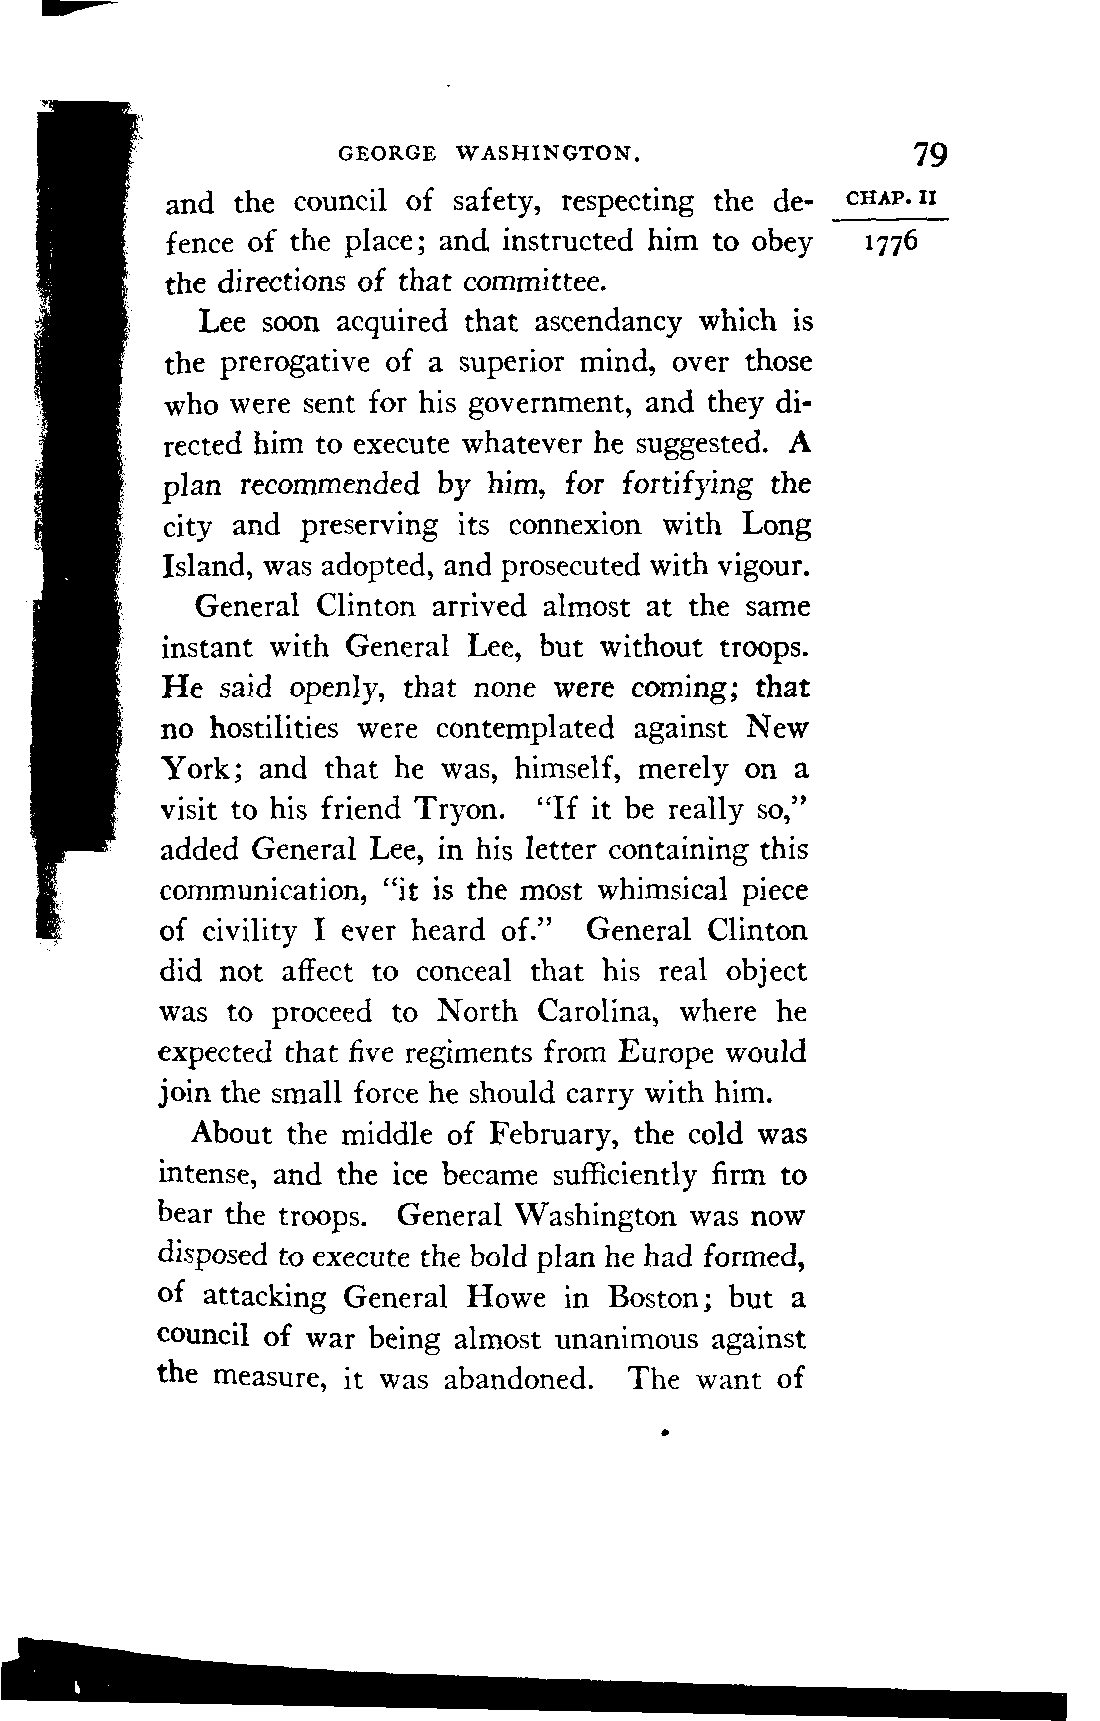 GEORGE WASHINGTON. 79
and the council of safety, respecting the de- CHAP. II
fence of the place; and instructed him to obey 1776
the directions of that committee.
Lee soon acquired that ascendancy which is
the prerogative of a superior mind, over those
who were sent for his government, and they di-
rected him to execute whatever he suggested. A
plan recommended by him, for fortifying the
city and preserving its connexion with Long
Island, was adopted, and prosecuted with vigour.
General Clinton arrived almost at the same
instant with General Lee, but without troops.
He said openly, that none were coming; that
no hostilities were contemplated against New
York; and that he was, himself, merely on a
visit to his friend Tryon. "If it be really so,"
added General Lee, in his letter containing this
communication, "it is the most whimsical piece
of civility I ever heard of." General Clinton
did not affect to conceal that his real object
was to proceed to North Carolina, where he
expected that five regiments from Europe would
join the small force he should carry with him.
About the middle of February, the cold was
intense, and the ice became sufficiently firm to
bear the troops. General Washington was now
disposed to execute the bold plan he had formed,
of attacking General Howe in Boston; but a
council of war being almost unanimous against
the measure, it was abandoned. The want of